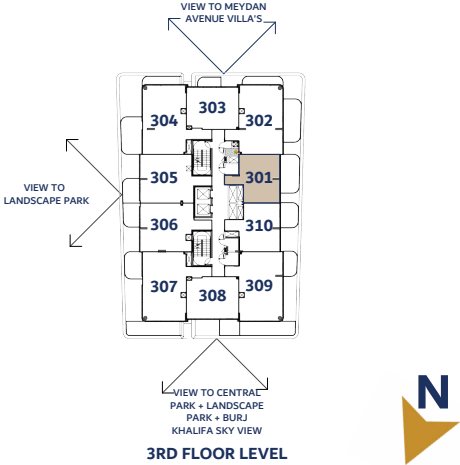 VIEW TO MEYDAN
AVENUE VILLA'S
303
304
302
305
301
VIEW TO
LANDSCAPE PARK
306
310
307
309
308
VIEW TO CENTRAL
PARK + LANDSCAPE
PARK + BURJ
KHALIFA SKY VIEW
N
3RD FLOOR LEVEL